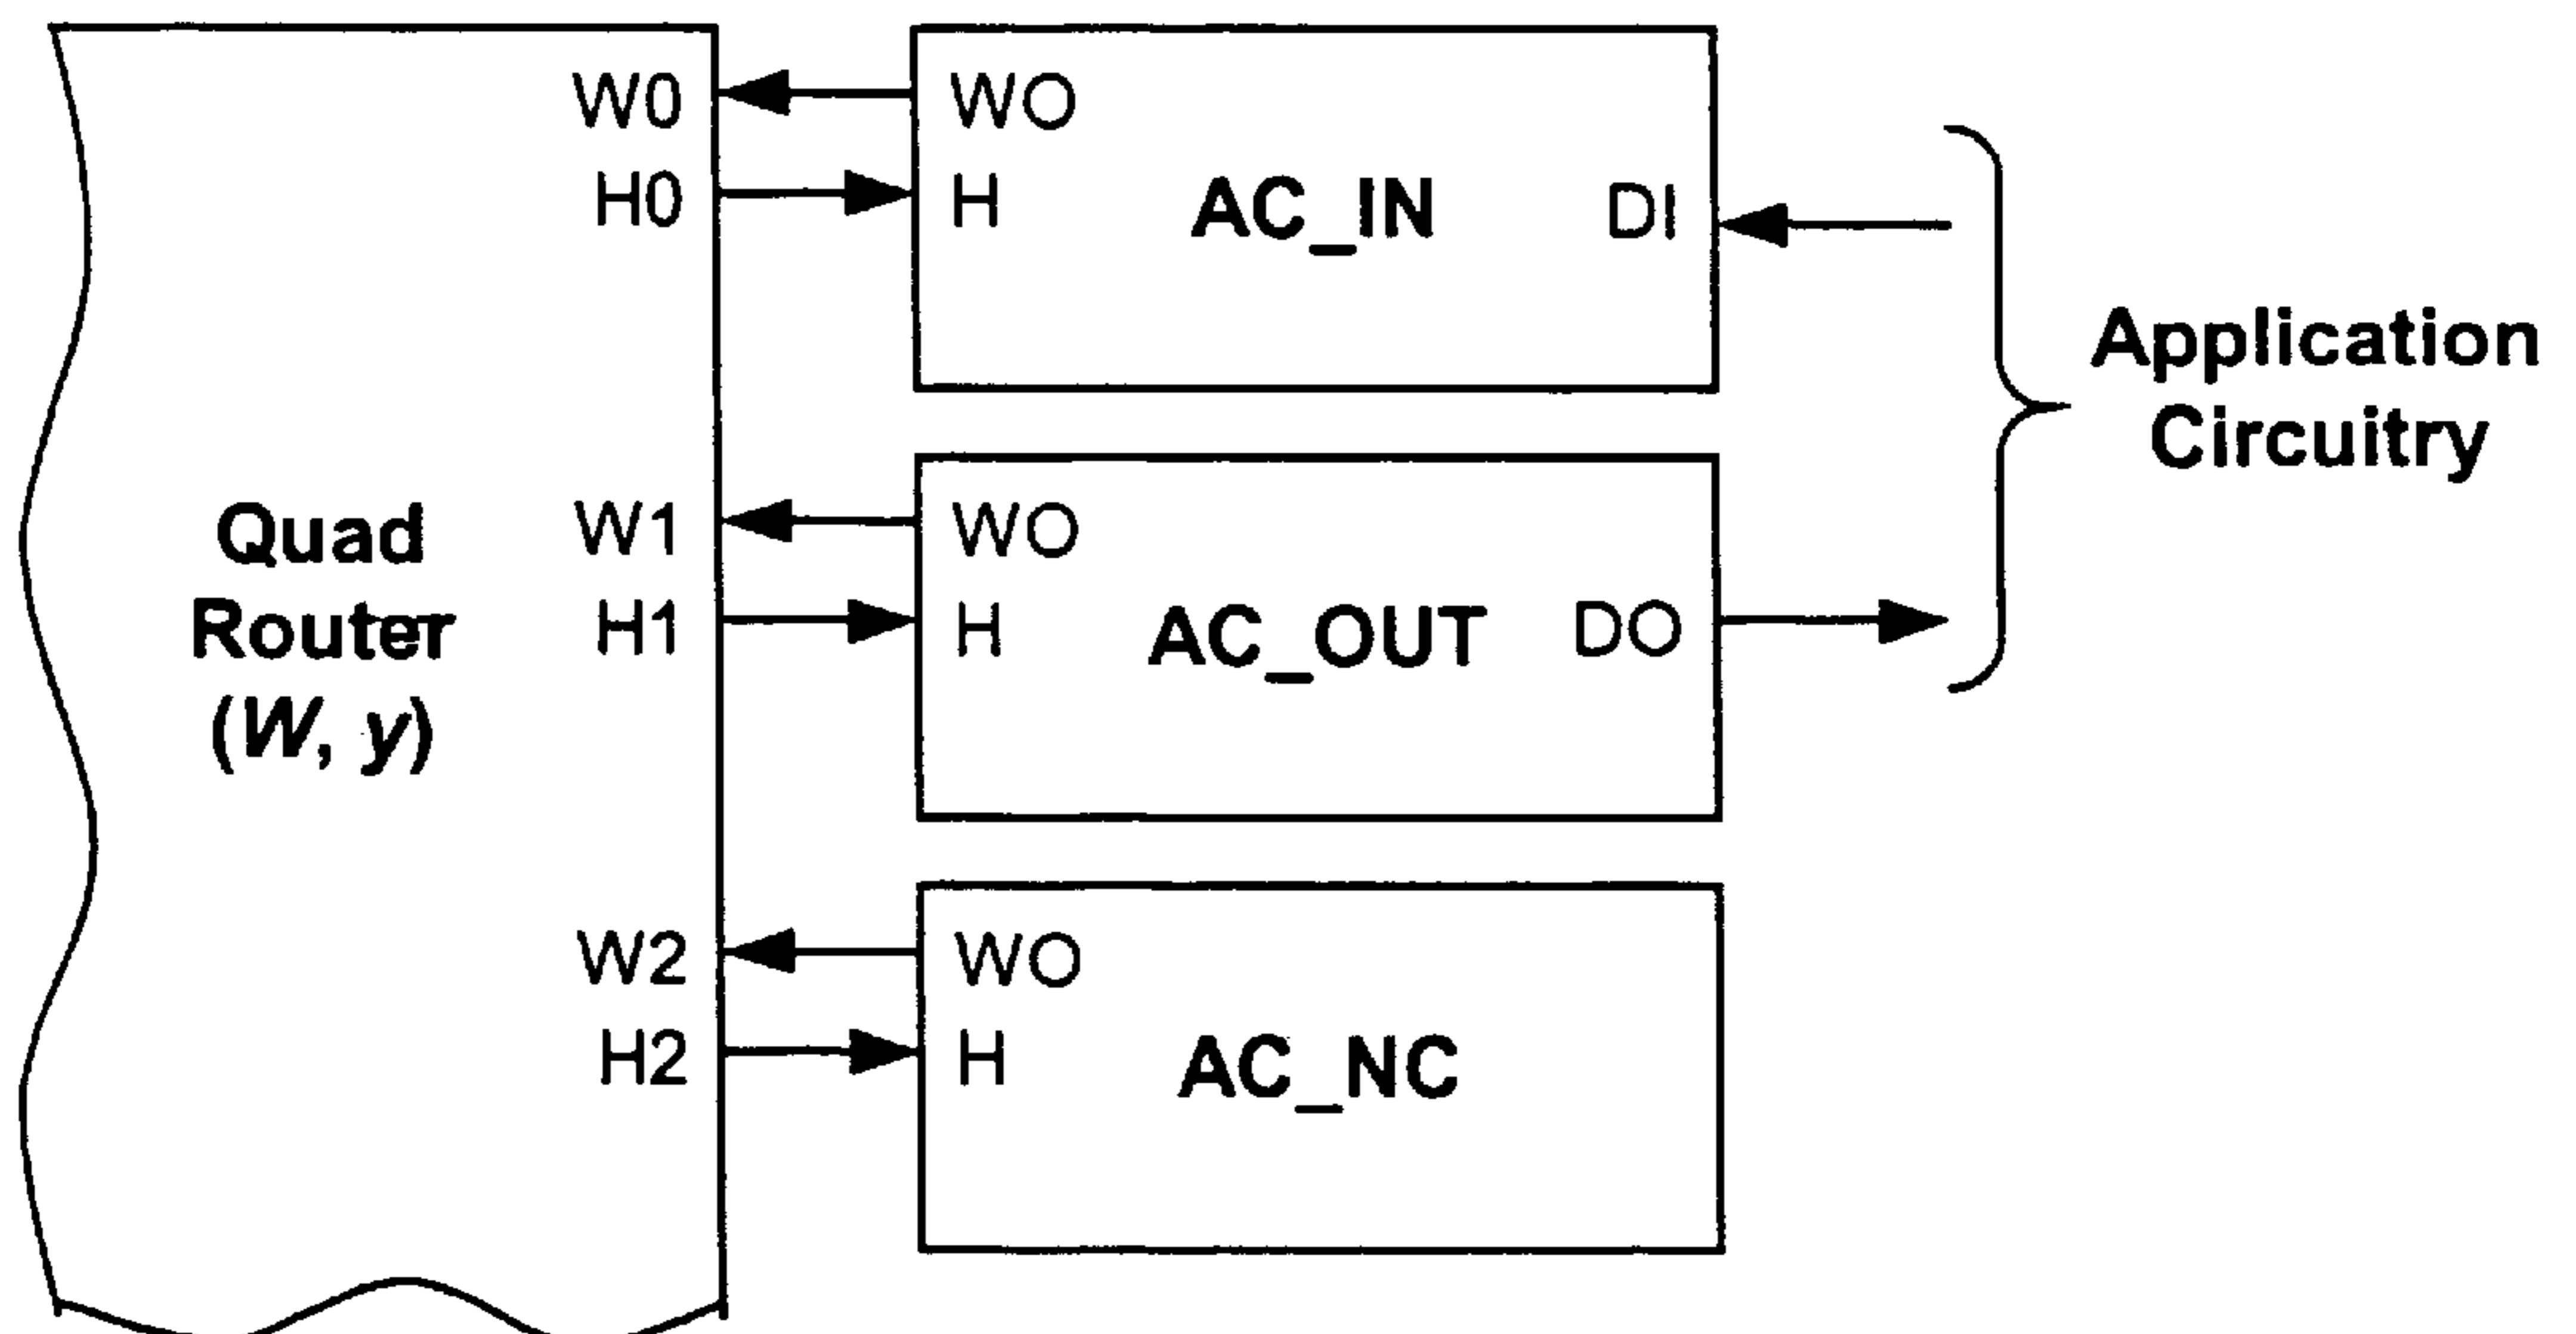 W0
WO
H0
H
AC_IN
DI
Application
Circuitry
Quad
Router
(W, y)
W1
WO
H1
H
AC_OUT
DO
W2
WO
H2
H
AC_NC